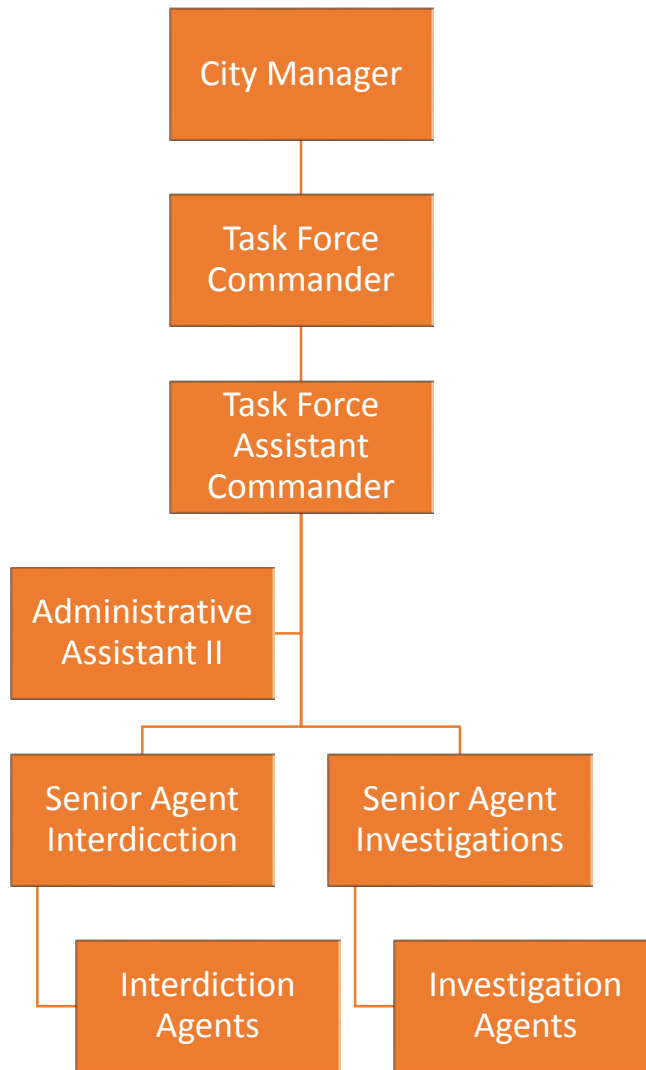 City Manager
Task Force
Commander
Task Force
Assistant
Commander
Administrative
Assistant II
Senior Agent
Interdicction
Senior Agent
Investigations
Interdiction
Agents
Investigation
Agents